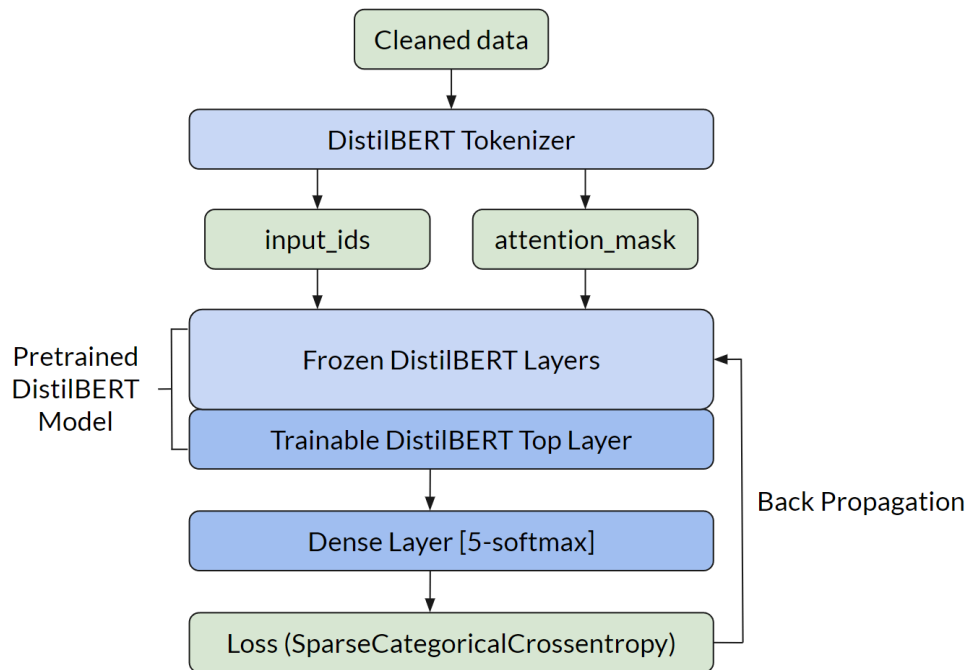 Cleaned data
DistilBERT Tokenizer
input_ids
attention_mask
Pretrained
DistilBERT
Model
Frozen DistilBERT Layers
Trainable DistilBERT Top Layer
Back Propagation
Dense Layer [5-softmax]
Loss (SparseCategoricalCrossentropy)